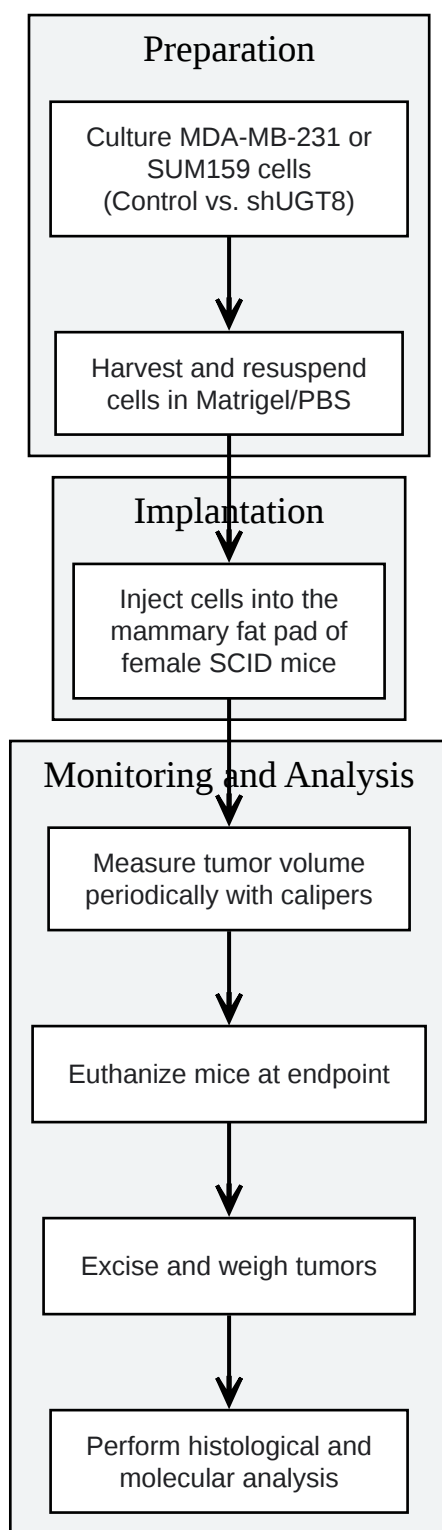 Preparation
Culture MDA-MB-231 or
SUM159 cells
(Control vs. shUGT8)
Harvest and resuspend
cells in Matrigel/PBS
Implantation
Inject cells into the
mammary fat pad of
female SCID mice
Monitoring and Analysis
Measure tumor volume
periodically with calipers
Euthanize mice at endpoint
Excise and weigh tumors
Perform histological and
molecular analysis